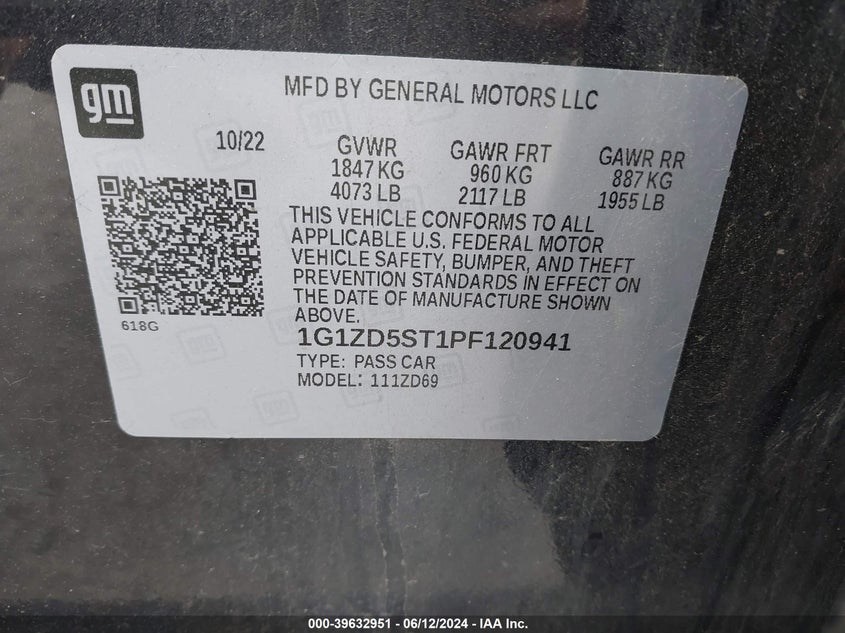 gm
MFD BY GENERAL MOTORS LLC
10/22 GVWR GAWR FRT GAWR RR
1847 KG 960 KG 887 KG
4073 LB 2117 LB 1955 LB
THIS VEHICLE CONFORMS TO ALL
APPLICABLE U.S. FEDERAL MOTOR
VEHICLE SAFETY, BUMPER, AND THEFT
PREVENTION STANDARDS IN EFFECT ON
THE DATE OF MANUFACTURE SHOWN
ABOVE.
618G
1G1ZD5ST1PF120941
TYPE: PASS CAR
MODEL: 111ZD69
000-39632951 - 06/12/2024 - IAA Inc.